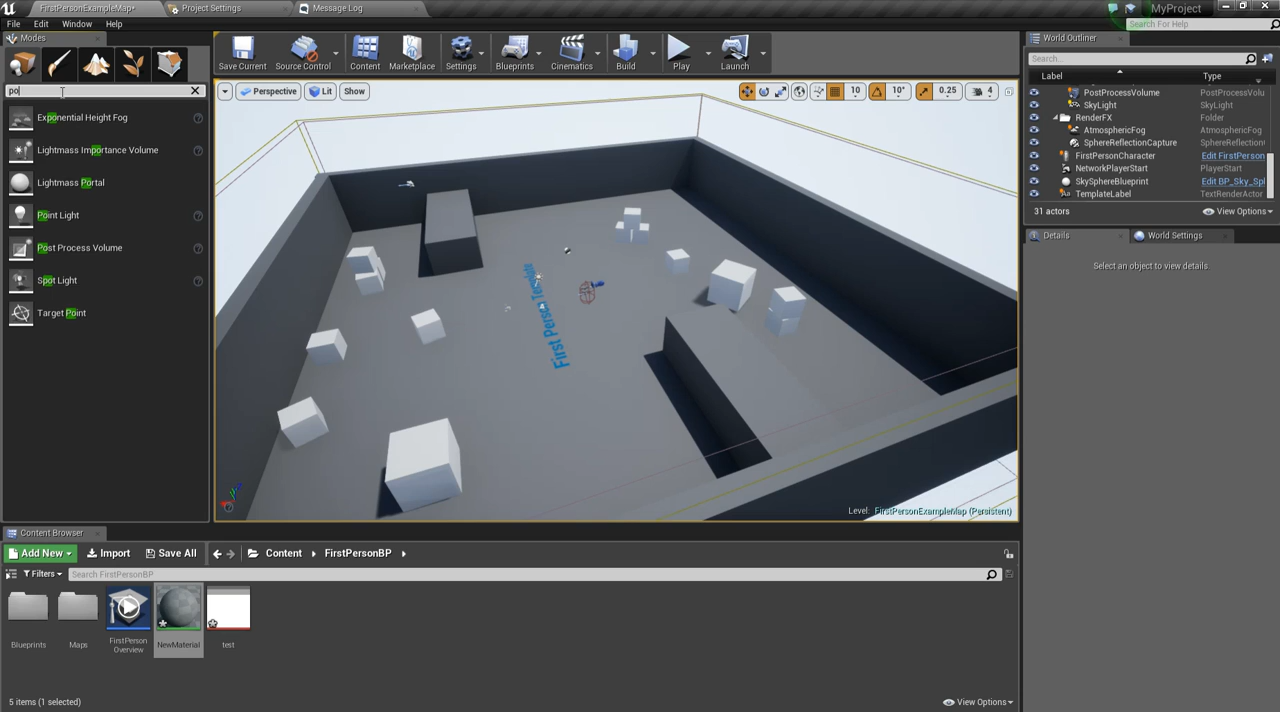 FirstPersonExampleMap*
Project Settings
Message Log
MyProject
File Edit Window Help
Search For Help
Modes
po
Exponential Height Fog
Lightmass Importance Volume
Lightmass Portal
Point Light
Post Process Volume
Spot Light
Target Point
Save Current
Source Control
Content
Marketplace
Settings
Blueprints
Cinematics
Build
Play
Launch
Perspective
Lit
Show
10
10°
0.25
4
First Person Template
Level: FirstPersonExampleMap (Persistent)
World Outliner
Search...
Label Type
PostProcessVolume PostProcessVolu
SkyLight SkyLight
RenderFX Folder
AtmosphericFog AtmosphericFog
SphereReflectionCapture SphereReflection
FirstPersonCharacter Edit FirstPerson
NetworkPlayerStart PlayerStart
SkySphereBlueprint Edit BP_Sky_Spl
TemplateLabel TextRenderActor
31 actors
View Options
Details
World Settings
Select an object to view details.
Content Browser
Add New
Import
Save All
Content
FirstPersonBP
Filters
Search FirstPersonBP
Blueprints
Maps
FirstPerson
Overview
NewMaterial
test
5 items (1 selected)
View Options